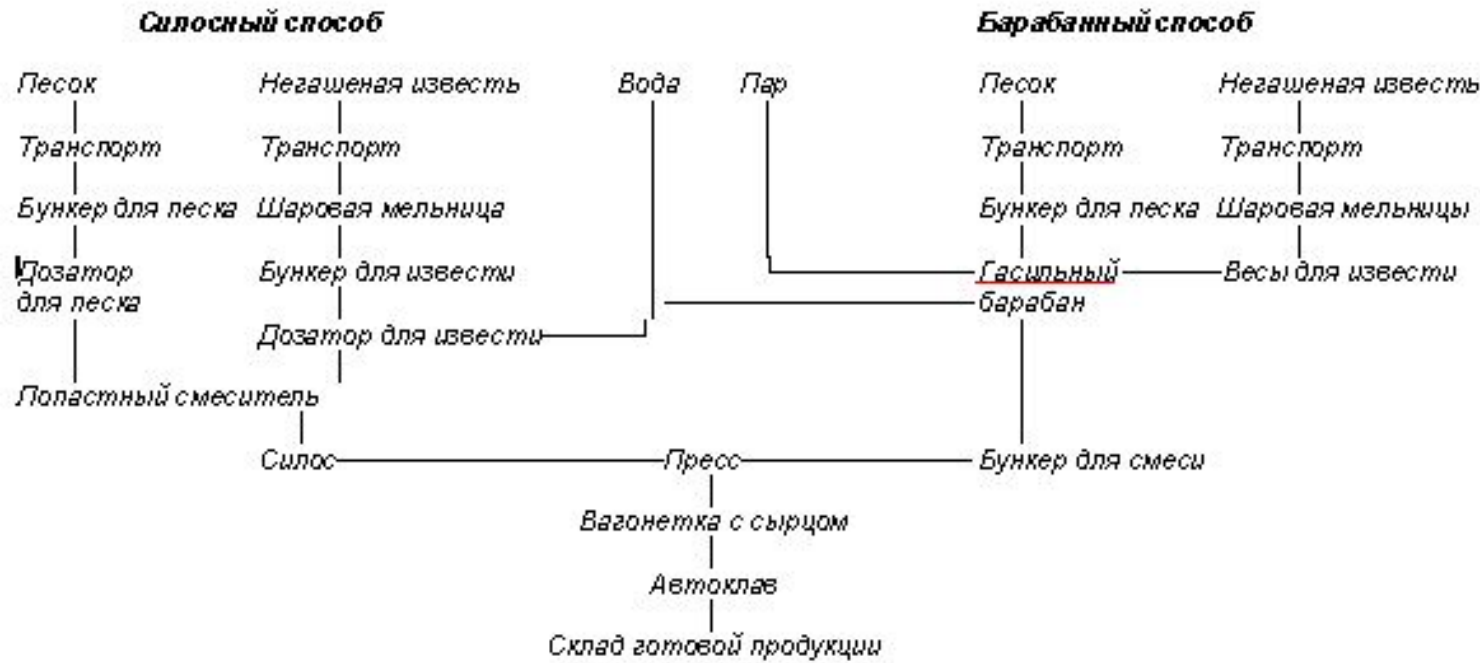 Силосный способ Барабанный способ
Песок Негашеная известь Вода Пар Песок Негашеная известь
Транспорт Транспорт Транспорт Транспорт
Бункер для песка Шаровая мельница Бункер для песка Шаровая мельницы
Дозатор Бункер для извести Гасильный Весы для извести
для песка барабан
Дозатор для извести
Лопастный смеситель
Силос Пресс Бункер для смеси
Вагонетка с сырцом
Автоклав
Склад готовой продукции